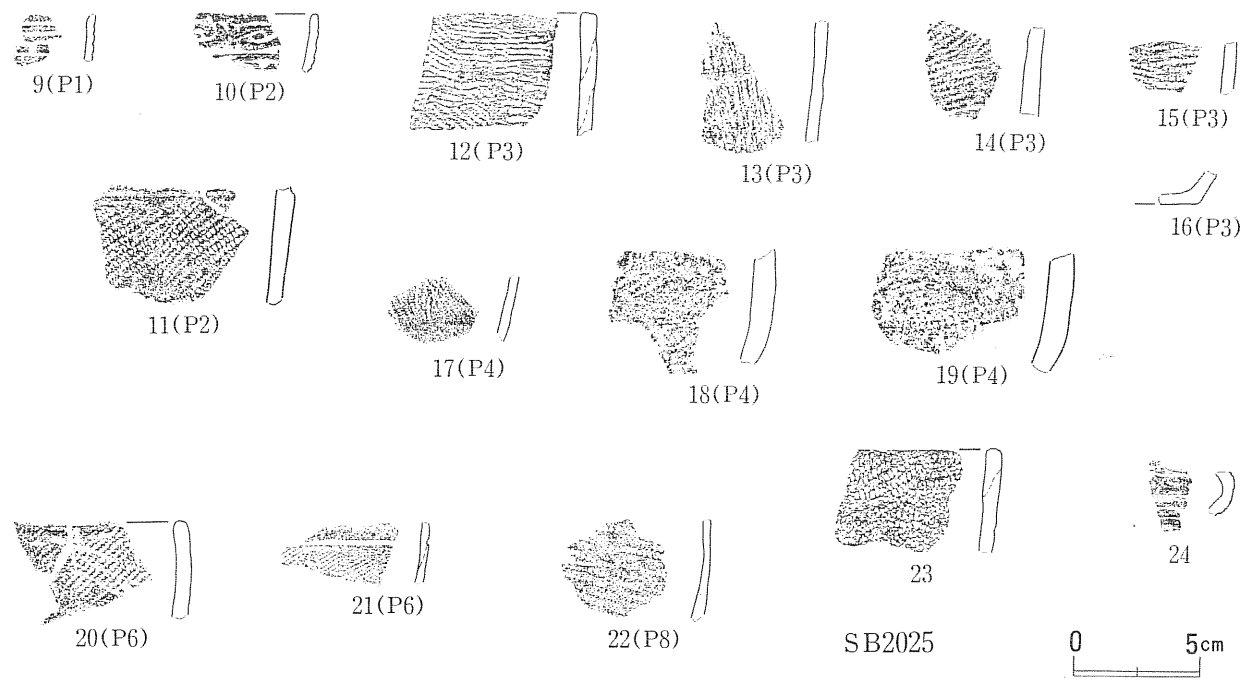 9(P1)
10(P2)
12(P3)
13(P3)
14(P3)
15(P3)
16(P3)
11(P2)
17(P4)
18(P4)
19(P4)
20(P6)
21(P6)
22(P8)
23
24
SB2025
0 5cm